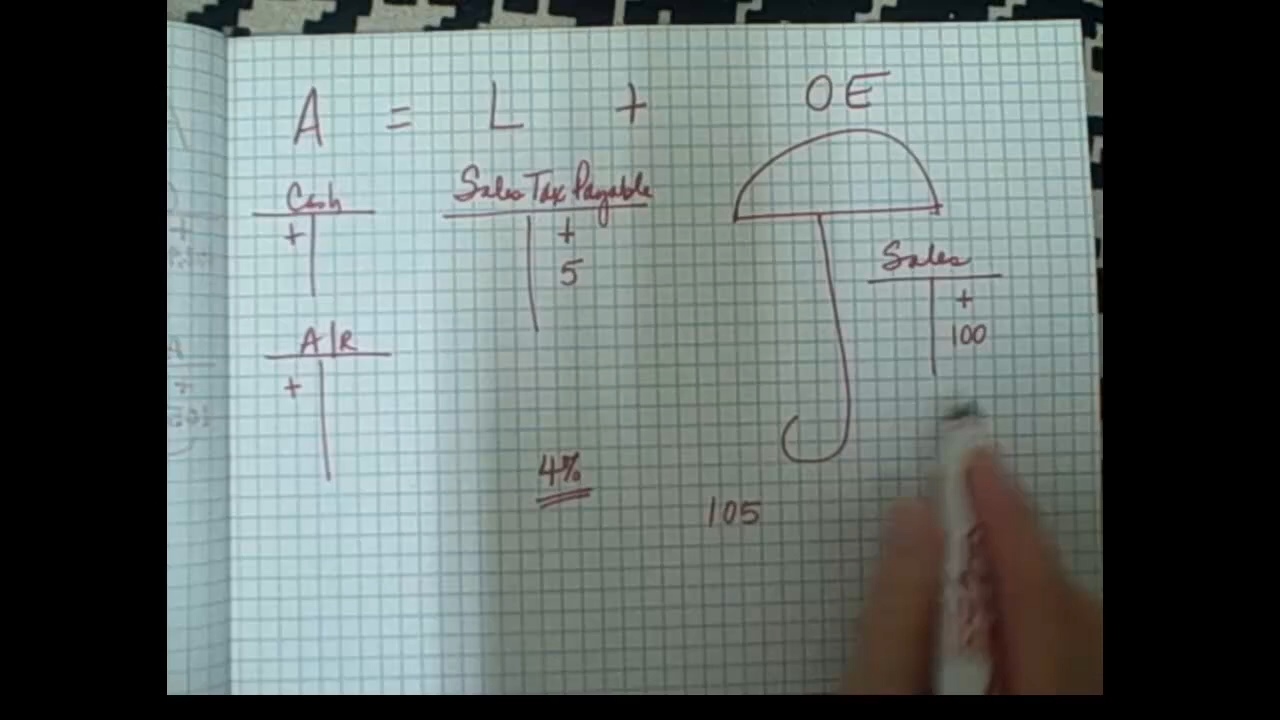 A = L + OE
Cash
+
Sales Tax Payable
+
5
Sales
+
100
A/R
+
4%
105